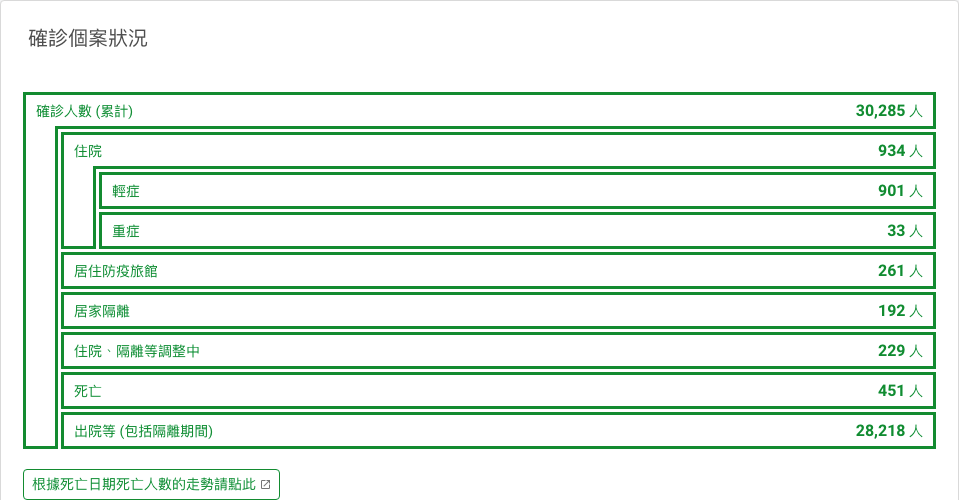 確診個案狀況
確診人數 (累計) 30,285 人
住院 934 人
輕症 901 人
重症 33 人
居住防疫旅館 261 人
居家隔離 192 人
住院、隔離等調整中 229 人
死亡 451 人
出院等 (包括隔離期間) 28,218 人
根據死亡日期死亡人數的走勢請點此